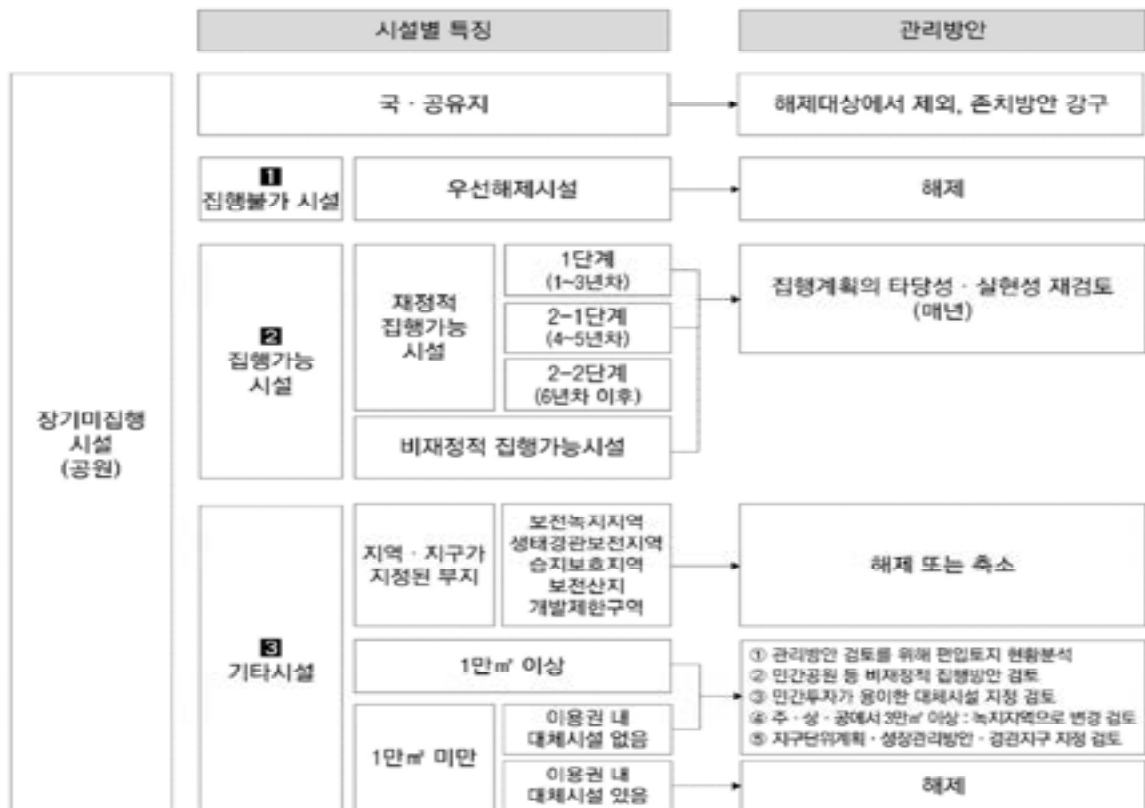 시설별 특징
관리방안
국 · 공유지
해제대상에서 제외, 존치방안 강구
1
집행불가 시설
우선해제시설
해제
장기미집행
시설
(공원)
2
집행가능
시설
재정적
집행가능
시설
1단계
(1~3년차)
2-1단계
(4~5년차)
2-2단계
(6년차 이후)
비재정적 집행가능시설
집행계획의 타당성 · 실현성 재검토
(매년)
3
기타시설
지역 · 지구가
지정된 부지
보전녹지지역
생태경관보전지역
습지보호지역
보전산지
개발제한구역
해제 또는 축소
1만㎡ 이상
1만㎡ 미만
이용권 내
대체시설 없음
① 관리방안 검토를 위해 편입토지 현황분석
② 민간공원 등 비재정적 집행방안 검토
③ 민간투자가 용이한 대체시설 지정 검토
④ 주 · 상 · 공에서 3만㎡ 이상 : 녹지지역으로 변경 검토
⑤ 지구단위계획 · 성장관리방안 · 경관지구 지정 검토
이용권 내
대체시설 있음
해제